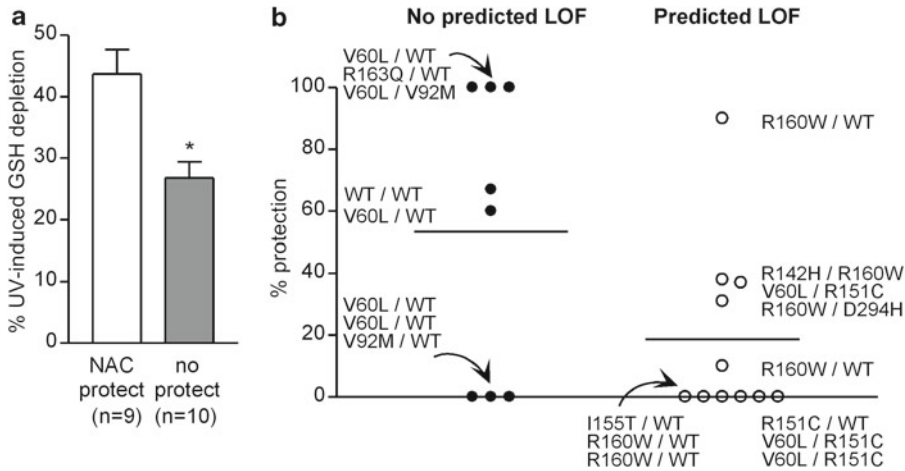 a
% UV-induced GSH depletion
50
40
30
20
10
0
*
NAC
protect
(n=9)
no
protect
(n=10)
b
No predicted LOF
Predicted LOF
% protection
100
80
60
40
20
0
V60L / WT
R163Q / WT
V60L / V92M
WT / WT
V60L / WT
V60L / WT
V60L / WT
V92M / WT
R160W / WT
R142H / R160W
V60L / R151C
R160W / D294H
R160W / WT
I155T / WT
R160W / WT
R160W / WT
R151C / WT
V60L / R151C
V60L / R151C